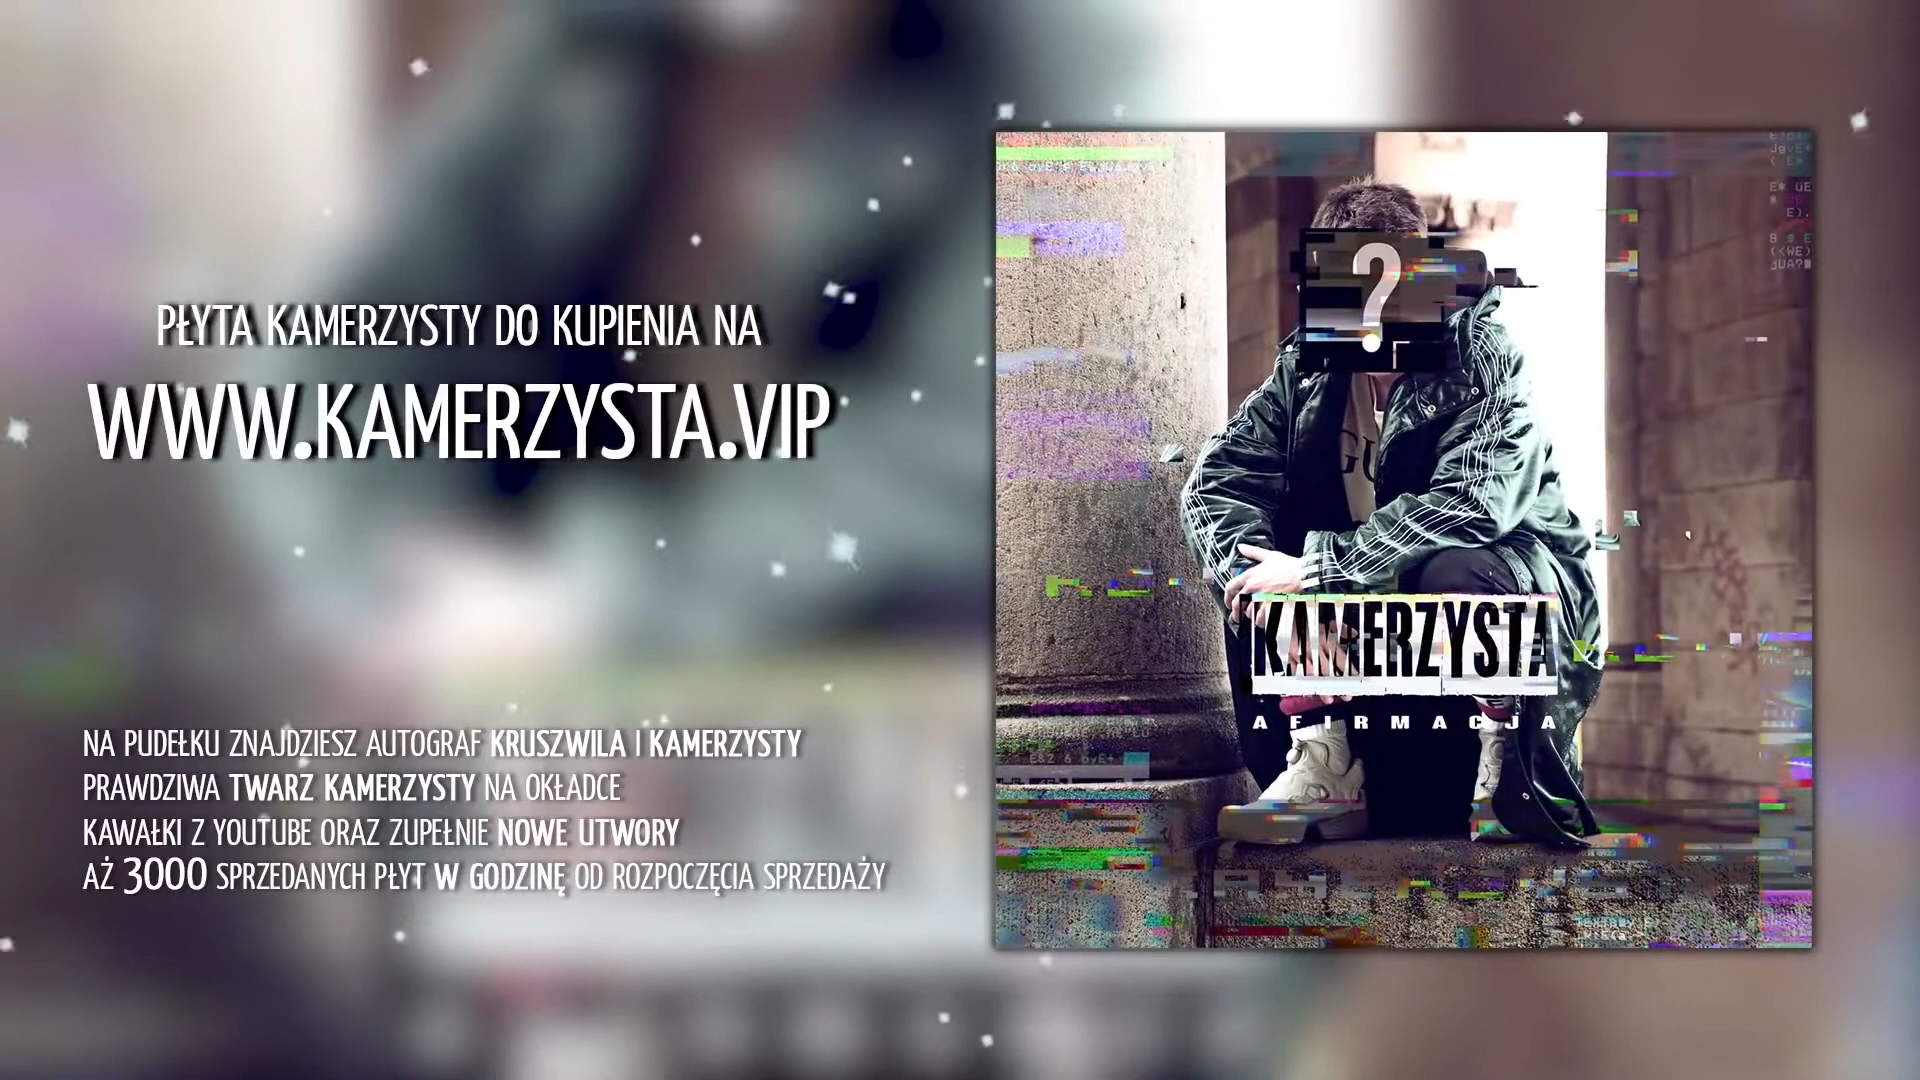 PŁYTA KAMERZYSTY DO KUPIENIA NA
WWW.KAMERZYSTA.VIP
NA PUDEŁKU ZNAJDZIESZ AUTOGRAF KRUSZWILA I KAMERZYSTY
PRAWDZIWA TWARZ KAMERZYSTY NA OKŁADCE
KAWAŁKI Z YOUTUBE ORAZ ZUPEŁNIE NOWE UTWORY
AŻ 3000 SPRZEDANYCH PŁYT W GODZINĘ OD ROZPOCZĘCIA SPRZEDAŻY
?
GU
KAMERZYSTA
AFIRMACJA